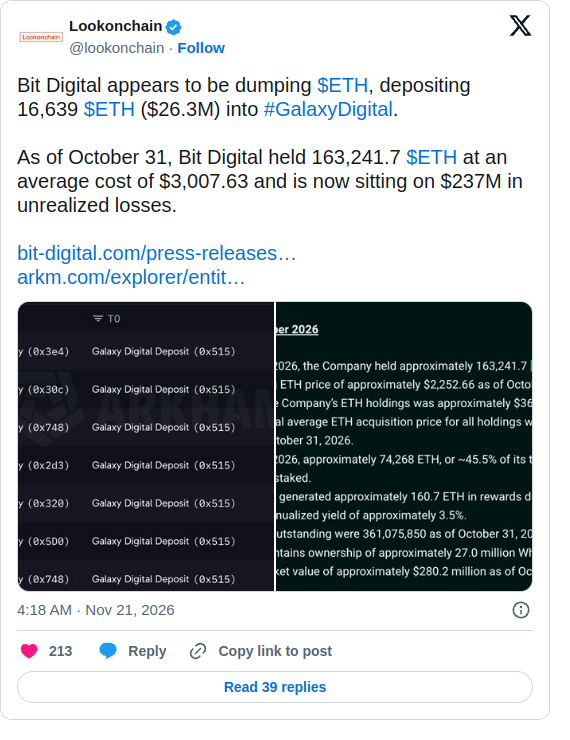 Lookonchain
Lookonchain
@lookonchain · Follow
Bit Digital appears to be dumping $ETH, depositing
16,639 $ETH ($26.3M) into #GalaxyDigital.
As of October 31, Bit Digital held 163,241.7 $ETH at an
average cost of $3,007.63 and is now sitting on $237M in
unrealized losses.
bit-digital.com/press-releases…
arkm.com/explorer/entit…
TO
y (0x3e4) Galaxy Digital Deposit (0x515)
y (0x30c) Galaxy Digital Deposit (0x515)
y (0x748) Galaxy Digital Deposit (0x515)
y (0x2d3) Galaxy Digital Deposit (0x515)
y (0x320) Galaxy Digital Deposit (0x515)
y (0x5D0) Galaxy Digital Deposit (0x515)
y (0x748) Galaxy Digital Deposit (0x515)
ARKHAM
er 2026
2026, the Company held approximately 163,241.7
ETH price of approximately $2,252.66 as of Octo
e Company's ETH holdings was approximately $36
al average ETH acquisition price for all holdings w
tober 31, 2026.
2026, approximately 74,268 ETH, or ~45.5% of its t
staked.
generated approximately 160.7 ETH in rewards d
nualized yield of approximately 3.5%.
utstanding were 361,075,850 as of October 31, 20
ntains ownership of approximately 27.0 million Wh
ket value of approximately $280.2 million as of Oc
4:18 AM · Nov 21, 2026
213 Reply Copy link to post
Read 39 replies